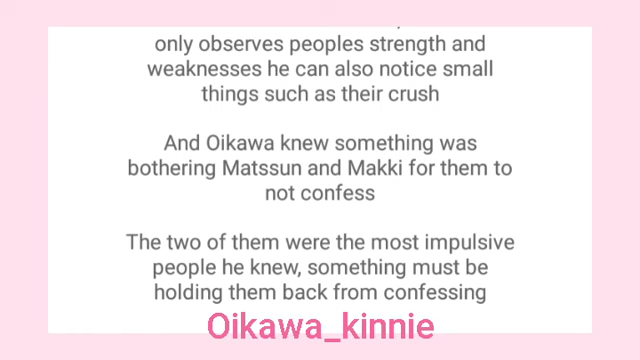 only observes peoples strength and
weaknesses he can also notice small
things such as their crush
And Oikawa knew something was
bothering Matssun and Makki for them to
not confess
The two of them were the most impulsive
people he knew, something must be
holding them back from confessing
Oikawa_kinnie